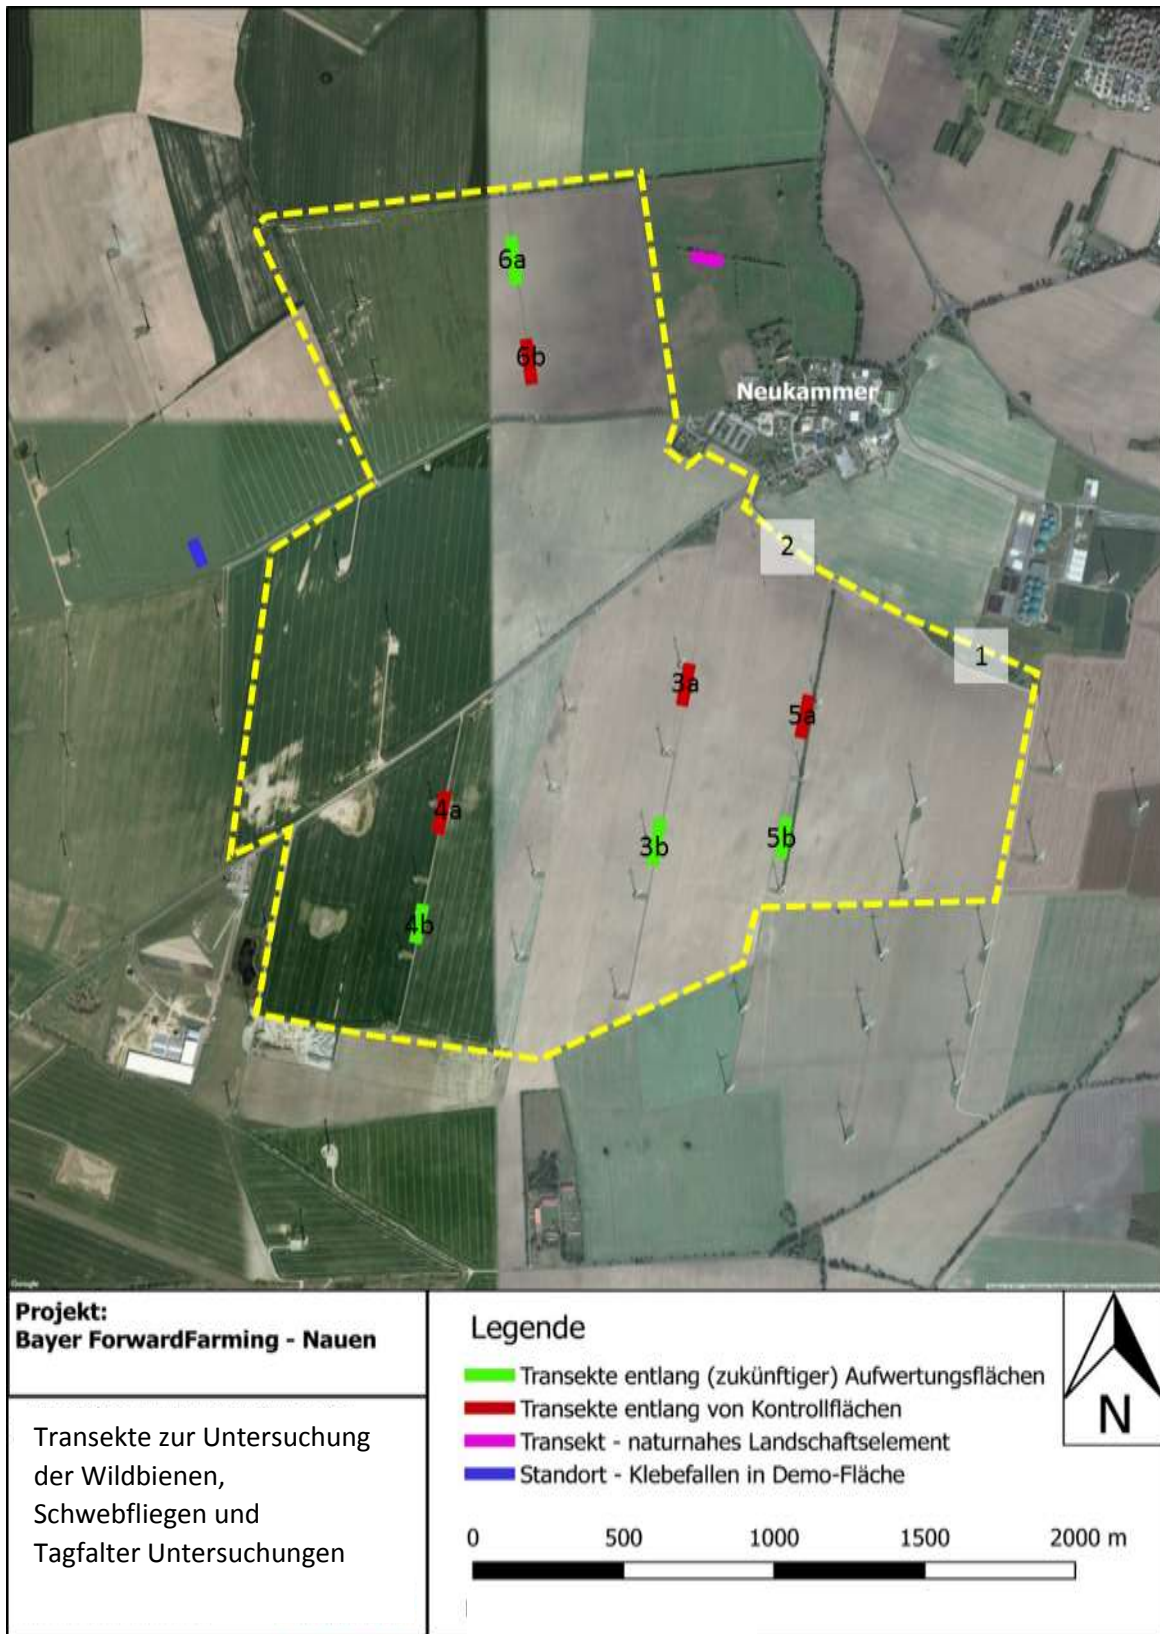 6a
6b
Neukammer
2
1
3a
5a
4a
3b
5b
4b
Google
Projekt:
Bayer ForwardFarming - Nauen
Transekte zur Untersuchung
der Wildbienen,
Schwebfliegen und
Tagfalter Untersuchungen
Legende
Transekte entlang (zukünftiger) Aufwertungsflächen
Transekte entlang von Kontrollflächen
Transekt - naturnahes Landschaftselement
Standort - Klebefallen in Demo-Fläche
N
0 500 1000 1500 2000 m